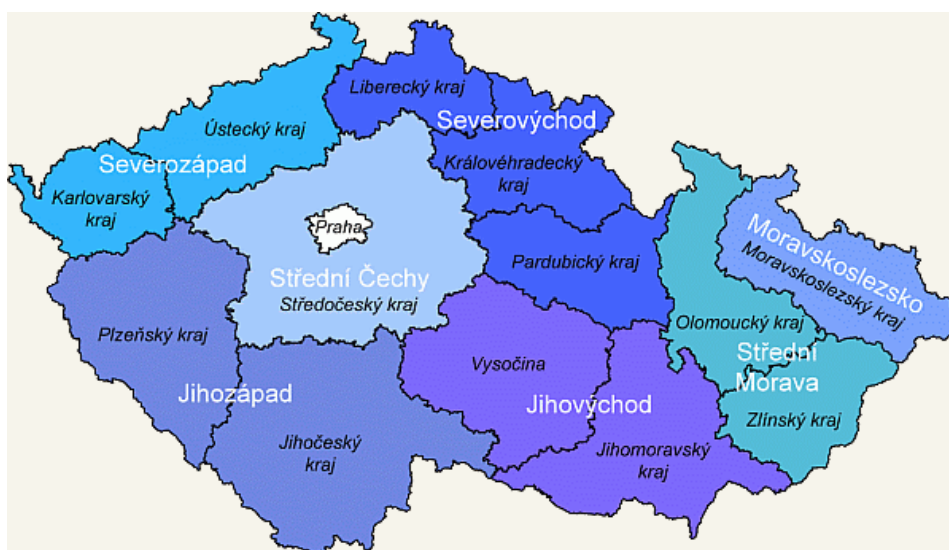 Liberecký kraj
Severovýchod
Ústecký kraj
Severozápad
Královéhradecký
kraj
Karlovarský
kraj
Praha
Moravskoslezsko
Moravskoslezský
kraj
Střední Čechy
Středočeský kraj
Pardubický kraj
Plzeňský kraj
Olomoucký kraj
Střední
Morava
Vysočina
Jihozápad
Jihovýchod
Zlínský kraj
Jihočeský
kraj
Jihomoravský
kraj